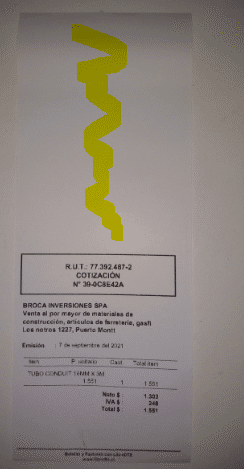 R.U.T.: 77.392.487-2
COTIZACIÓN
N° 39-0C8E42A
BROCA INVERSIONES SPA
Venta al por mayor de materiales de
construcción, artículos de ferretería, gasfi
Los notros 1227, Puerto Montt
Emisión : 7 de septiembre del 2021
Item P. unitario Cant Total item
TUBO CONDUIT 16MM X 3M
1.551 1 1.551
Neto $ 1.303
IVA $ 248
Total $ 1.551